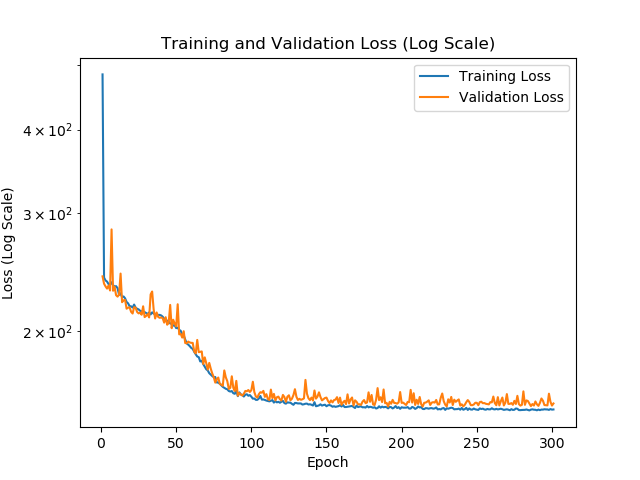 Training and Validation Loss (Log Scale)
Training Loss
Validation Loss
4 × 10²
3 × 10²
2 × 10²
Loss (Log Scale)
0 50 100 150 200 250 300
Epoch